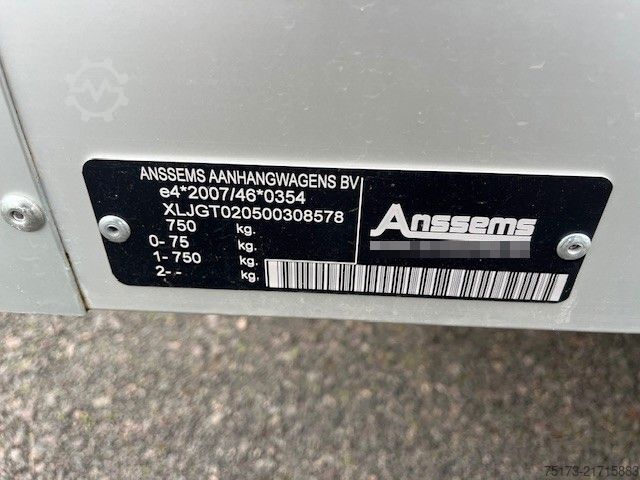 ANSSEMS AANHANGWAGENS BV
e4*2007/46*0354
XLJGT020500308578
750 kg.
0- 75 kg.
1- 750 kg.
2- - kg.
Anssems
75173-21715883